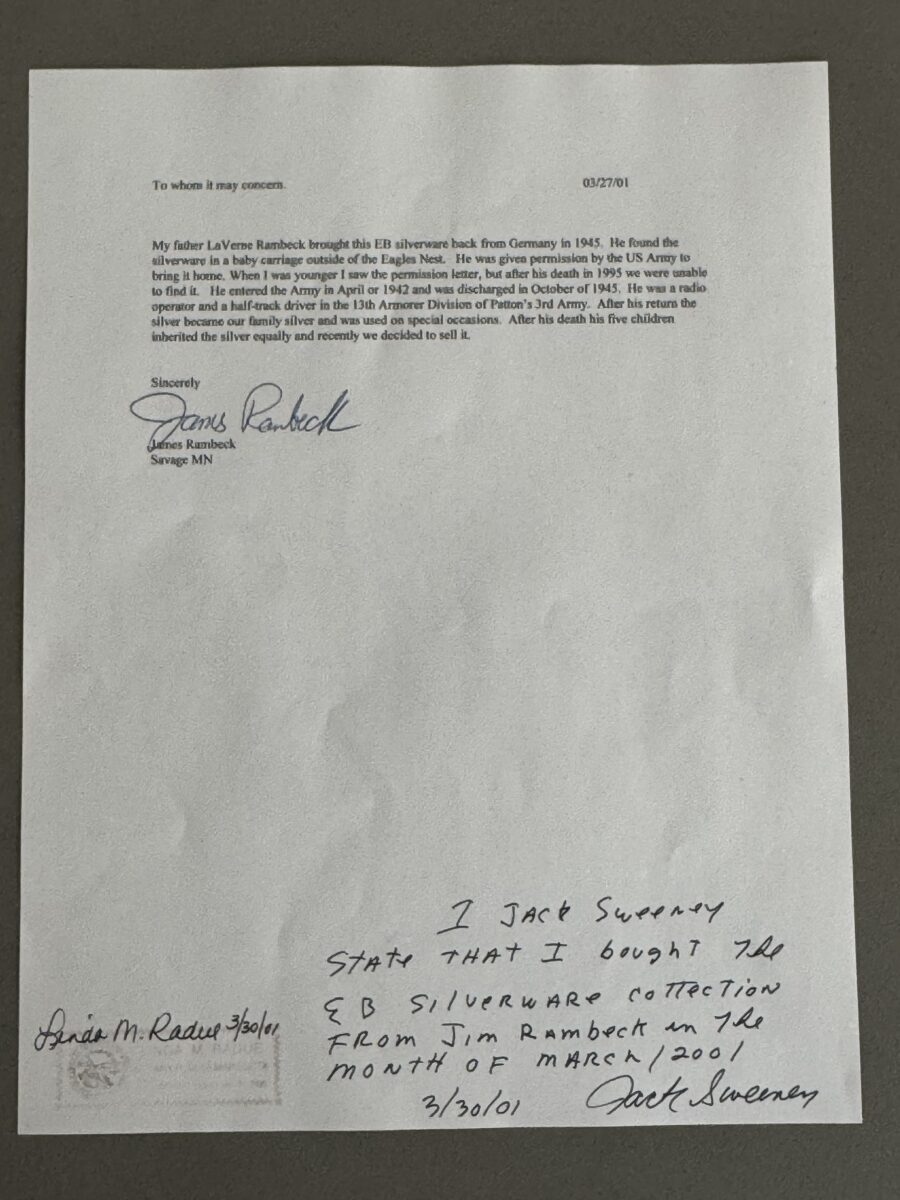 To whom it may concern. 03/27/01
My father LaVerne Rambeck brought this EB silverware back from Germany in 1945. He found the
silverware in a baby carriage outside of the Eagles Nest. He was given permission by the US Army to
bring it home. When I was younger I saw the permission letter, but after his death in 1995 we were unable
to find it. He entered the Army in April or 1942 and was discharged in October of 1945. He was a radio
operator and a half-track driver in the 13th Armorer Division of Patton's 3rd Army. After his return the
silver became our family silver and was used on special occasions. After his death his five children
inherited the silver equally and recently we decided to sell it.
Sincerely
James Rambeck
James Rambeck
Savage MN
I JACK Sweeney
STATe THAT I bougHT The
EB SilveRWARe collecTion
FROM Jim RAmbeck in The
MONTH OF MARCH/2001
3/30/01 Jack Sweeney
Linda M. Radue 3/30/01